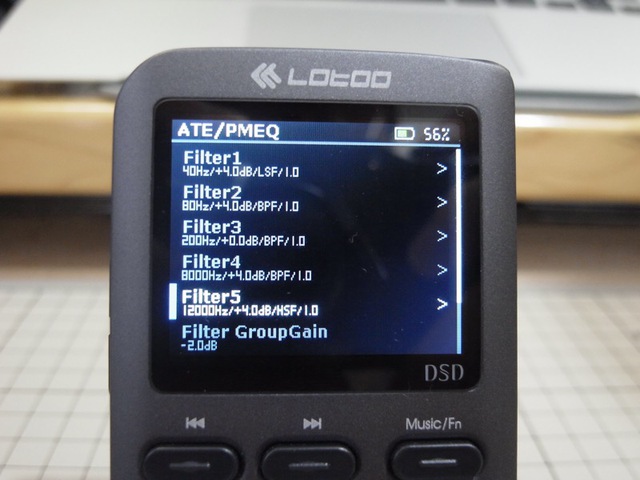 Lotoo
ATE/PMEQ 56%
Filter1
40Hz/+4.0dB/LSF/1.0
Filter2
80Hz/+4.0dB/BPF/1.0
Filter3
200Hz/+0.0dB/BPF/1.0
Filter4
8000Hz/+4.0dB/BPF/1.0
Filter5
12000Hz/+4.0dB/HSF/1.0
Filter GroupGain
-2.0dB
DSD
Music/Fn